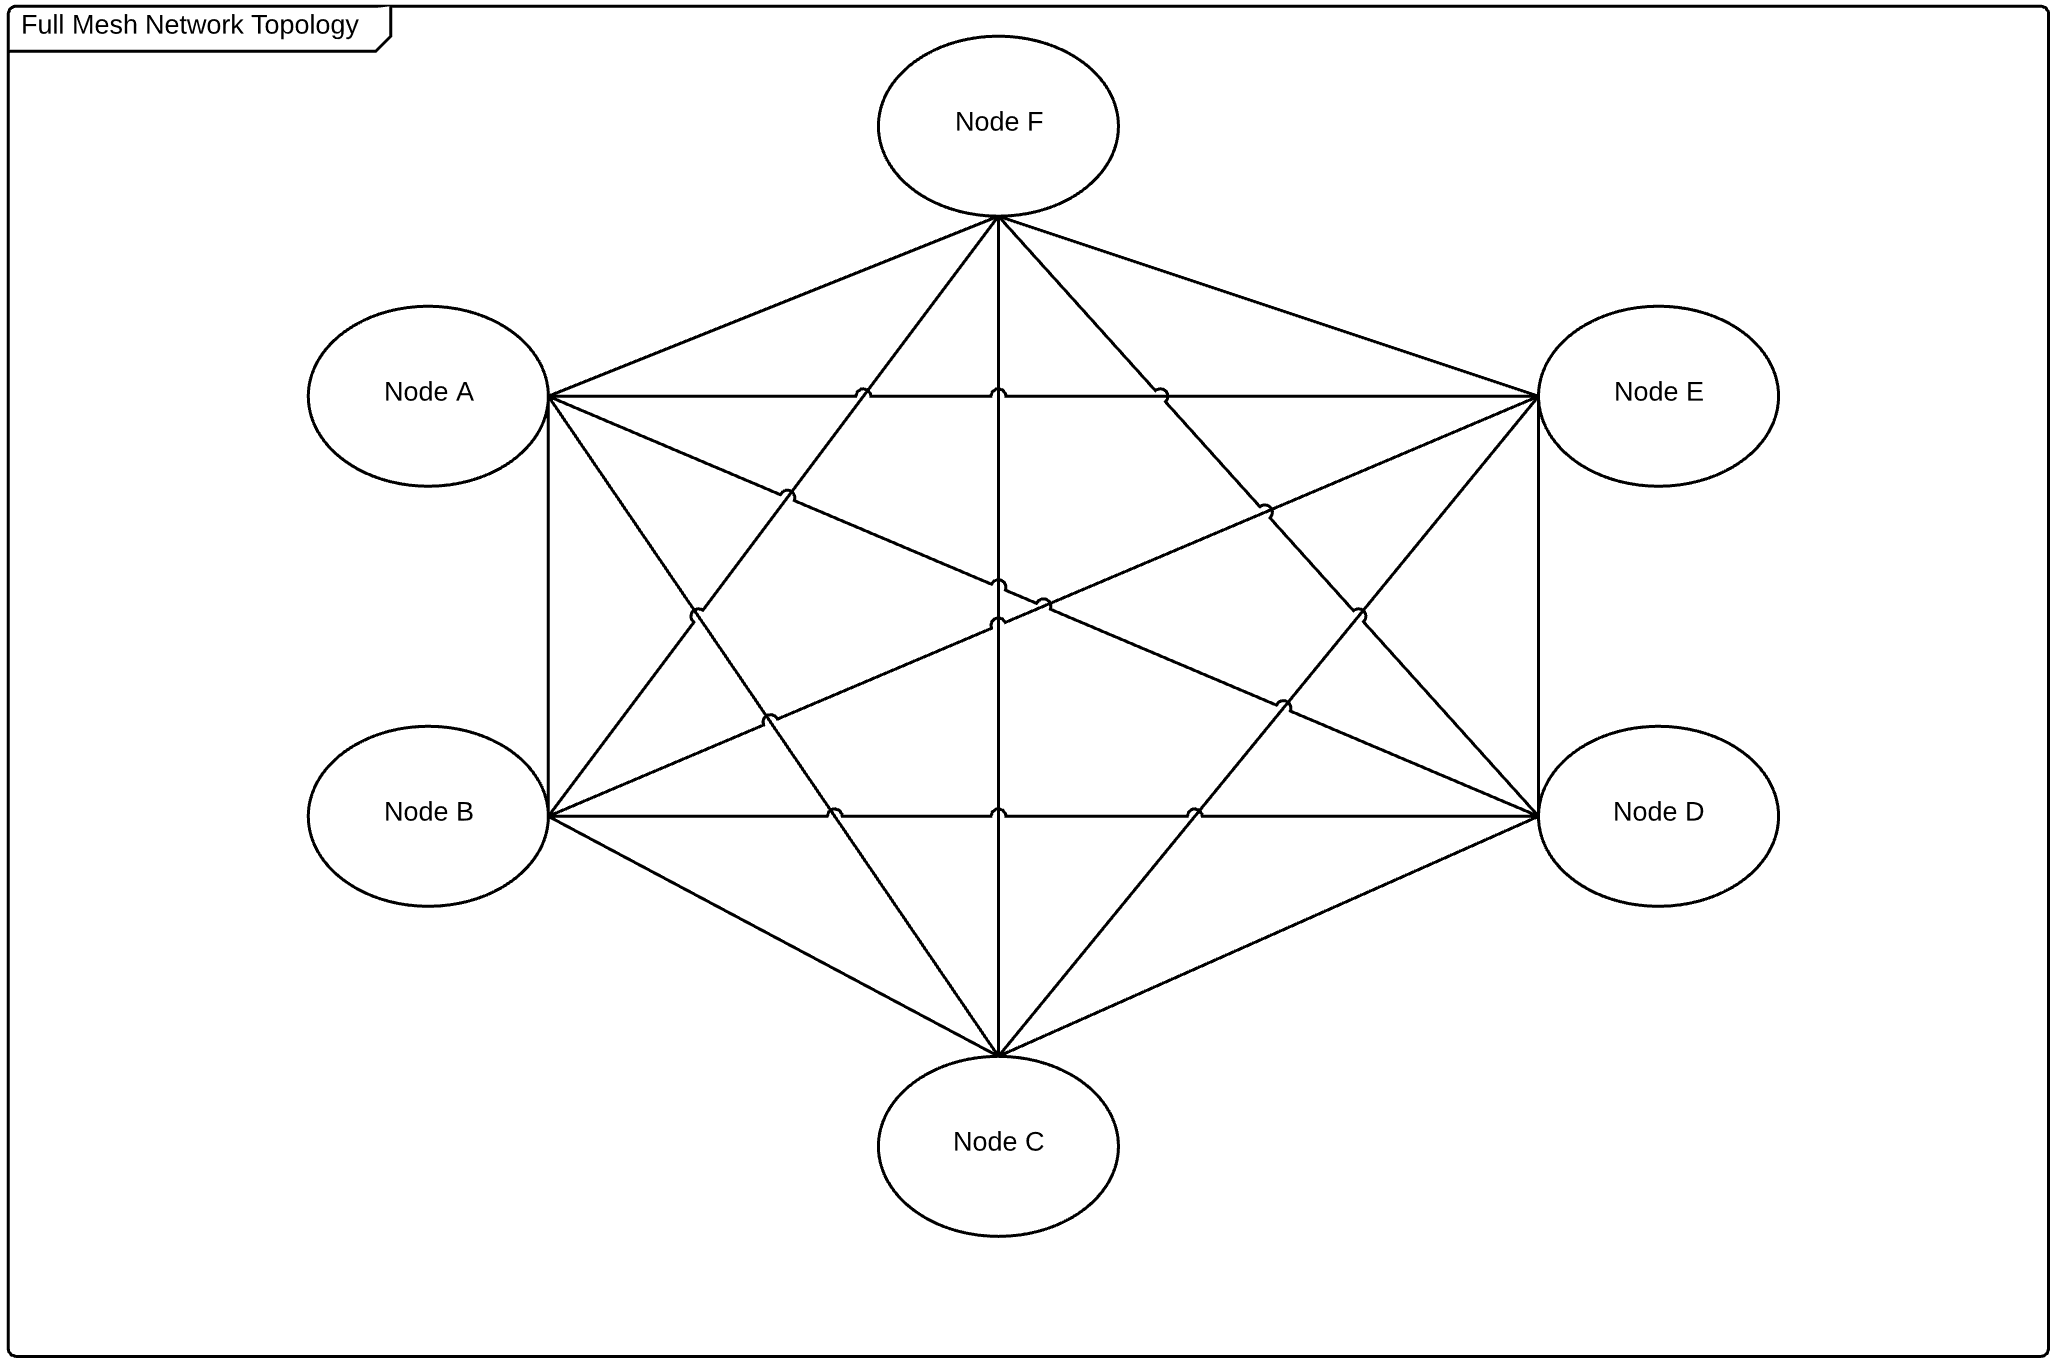 Full Mesh Network Topology
Node F
Node A
Node E
Node B
Node D
Node C